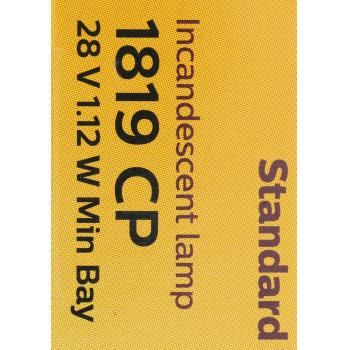 Standard
Incandescent lamp
1819 CP
28 V 1.12 W Min Bay